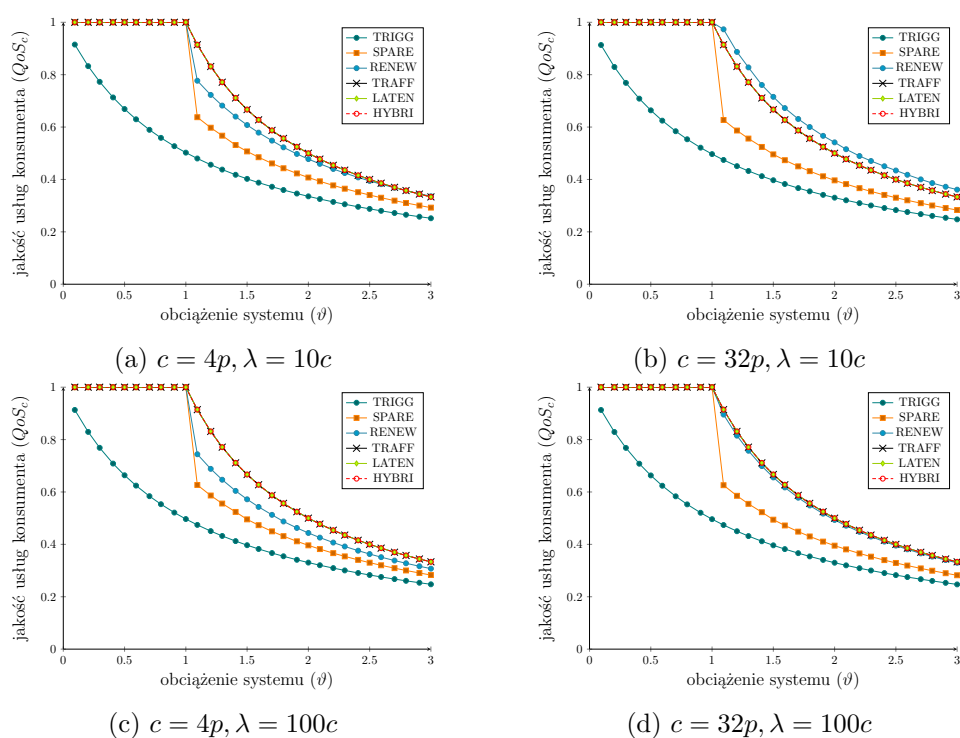 1
0.8
0.6
0.4
0.2
0
0
0.5
1
1.5
2
2.5
3
jakość usług konsumenta (QoS_c)
obciążenie systemu (ϑ)
TRIGG
SPARE
RENEW
TRAFF
LATEN
HYBRI
(a) c = 4p, λ = 10c
1
0.8
0.6
0.4
0.2
0
0
0.5
1
1.5
2
2.5
3
jakość usług konsumenta (QoS_c)
obciążenie systemu (ϑ)
TRIGG
SPARE
RENEW
TRAFF
LATEN
HYBRI
(b) c = 32p, λ = 10c
1
0.8
0.6
0.4
0.2
0
0
0.5
1
1.5
2
2.5
3
jakość usług konsumenta (QoS_c)
obciążenie systemu (ϑ)
TRIGG
SPARE
RENEW
TRAFF
LATEN
HYBRI
(c) c = 4p, λ = 100c
1
0.8
0.6
0.4
0.2
0
0
0.5
1
1.5
2
2.5
3
jakość usług konsumenta (QoS_c)
obciążenie systemu (ϑ)
TRIGG
SPARE
RENEW
TRAFF
LATEN
HYBRI
(d) c = 32p, λ = 100c